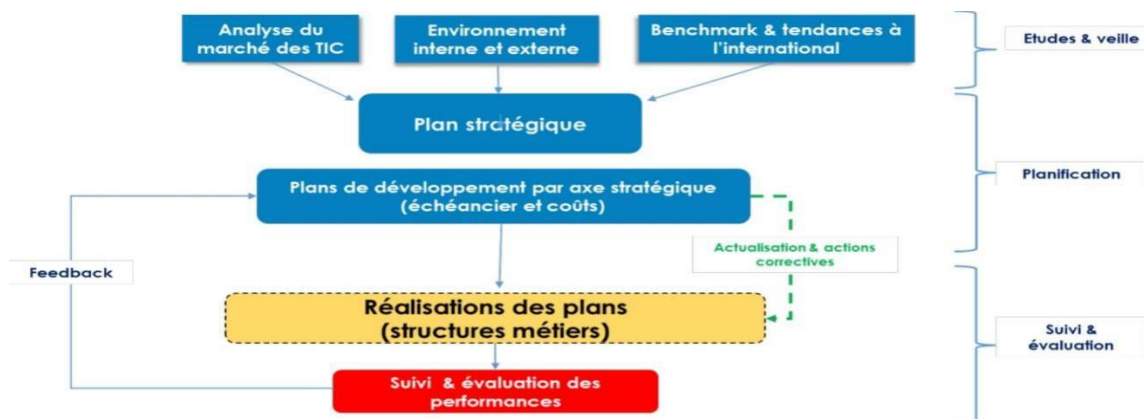 Analyse du
marché des TIC
Environnement
interne et externe
Benchmark & tendances à
l'international
Etudes & veille
Plan stratégique
Plans de développement par axe stratégique
(échéancier et coûts)
Planification
Actualisation & actions
correctives
Feedback
Réalisations des plans
(structures métiers)
Suivi &
évaluation
Suivi & évaluation des
performances